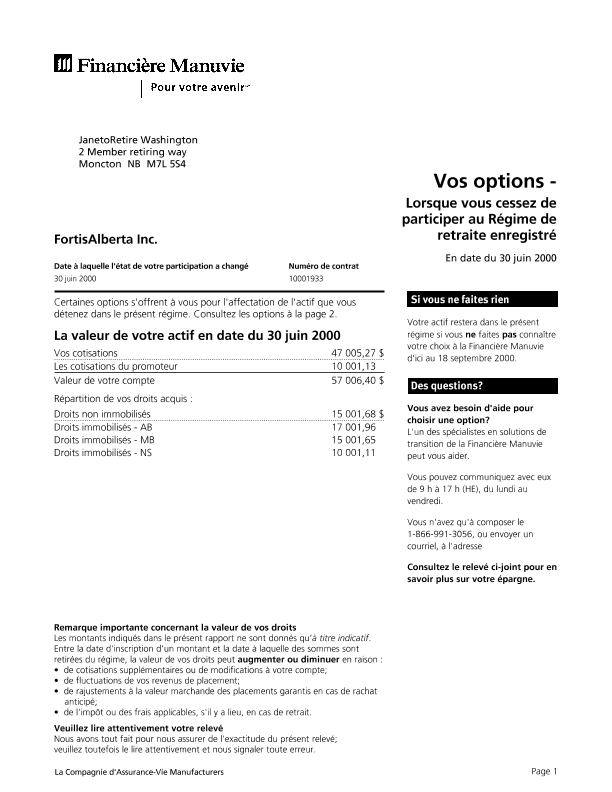 Financière Manuvie
Pour votre avenir
JanetoRetire Washington
2 Member retiring way
Moncton NB M7L 5S4
Vos options -
Lorsque vous cessez de
participer au Régime de
retraite enregistré
En date du 30 juin 2000
FortisAlberta Inc.
Date à laquelle l'état de votre participation a changé Numéro de contrat
30 juin 2000 10001933
Certaines options s'offrent à vous pour l'affectation de l'actif que vous
détenez dans le présent régime. Consultez les options à la page 2.
La valeur de votre actif en date du 30 juin 2000
Vos cotisations 47 005,27 $
Les cotisations du promoteur 10 001,13
Valeur de votre compte 57 006,40 $
Répartition de vos droits acquis :
Droits non immobilisés 15 001,68 $
Droits immobilisés - AB 17 001,96
Droits immobilisés - MB 15 001,65
Droits immobilisés - NS 10 001,11
Si vous ne faites rien
Votre actif restera dans le présent
régime si vous ne faites pas connaître
votre choix à la Financière Manuvie
d'ici au 18 septembre 2000.
Des questions?
Vous avez besoin d'aide pour
choisir une option?
L'un des spécialistes en solutions de
transition de la Financière Manuvie
peut vous aider.
Vous pouvez communiquez avec eux
de 9 h à 17 h (HE), du lundi au
vendredi.
Vous n'avez qu'à composer le
1-866-991-3056, ou envoyer un
courriel, à l'adresse
Consultez le relevé ci-joint pour en
savoir plus sur votre épargne.
Remarque importante concernant la valeur de vos droits
Les montants indiqués dans le présent rapport ne sont donnés qu'à titre indicatif.
Entre la date d'inscription d'un montant et la date à laquelle des sommes sont
retirées du régime, la valeur de vos droits peut augmenter ou diminuer en raison :
• de cotisations supplémentaires ou de modifications à votre compte;
• de fluctuations de vos revenus de placement;
• de rajustements à la valeur marchande des placements garantis en cas de rachat
anticipé;
• de l'impôt ou des frais applicables, s'il y a lieu, en cas de retrait.
Veuillez lire attentivement votre relevé
Nous avons tout fait pour nous assurer de l'exactitude du présent relevé;
veuillez toutefois le lire attentivement et nous signaler toute erreur.
La Compagnie d'Assurance-Vie Manufacturers Page 1